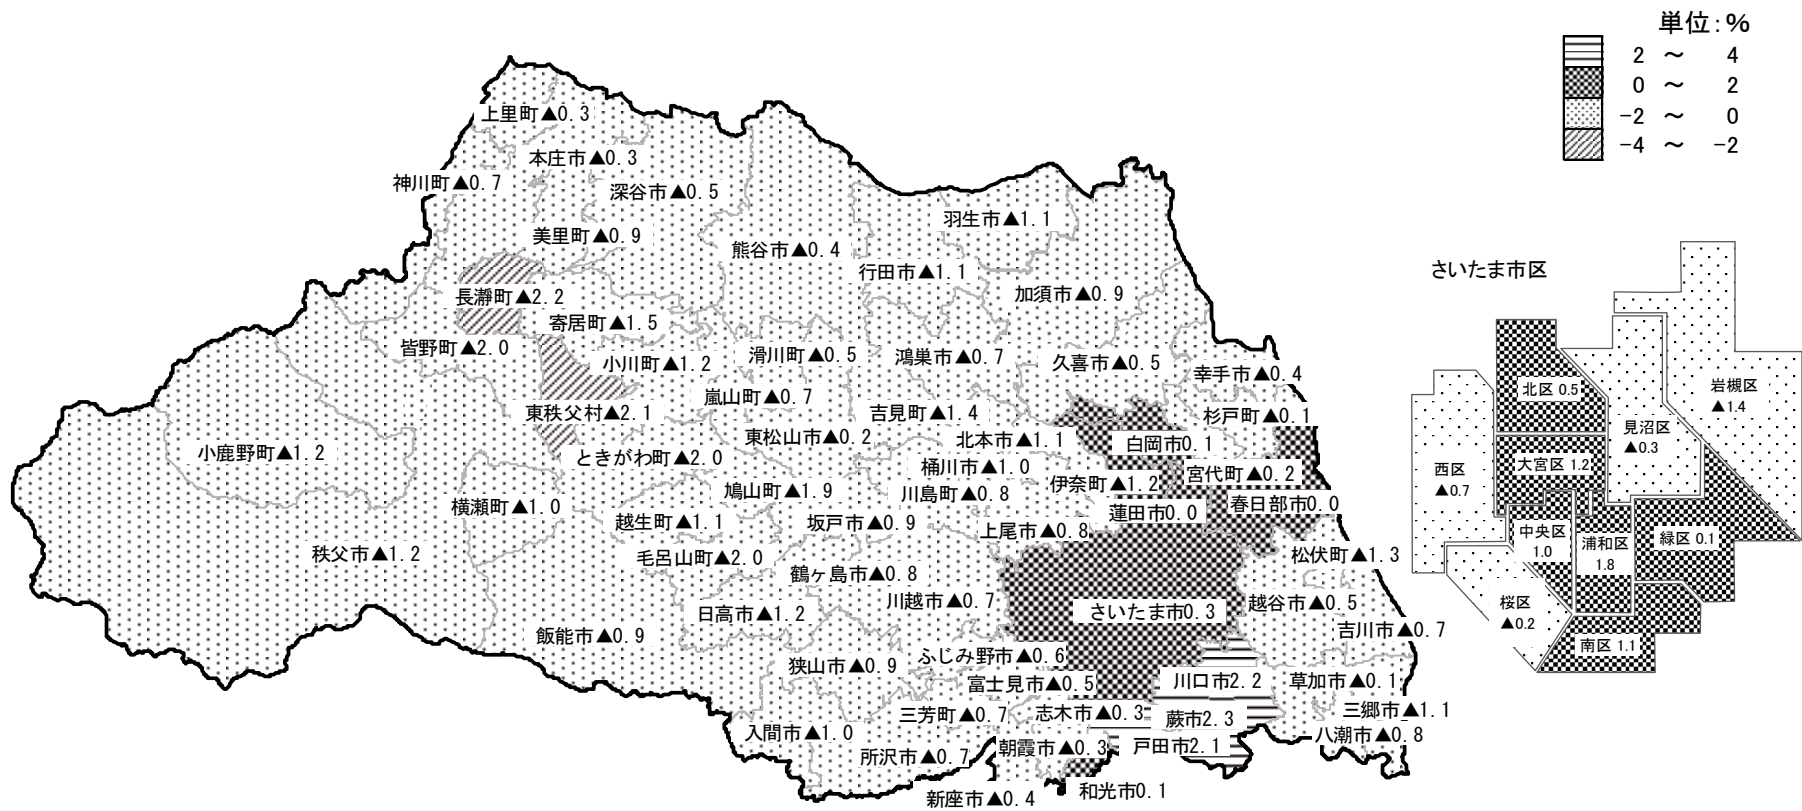 単位:%
2 ~ 4
0 ~ 2
-2 ~ 0
-4 ~ -2
上里町▲0.3
本庄市▲0.3
神川町▲0.7
深谷市▲0.5
美里町▲0.9
熊谷市▲0.4
羽生市▲1.1
行田市▲1.1
加須市▲0.9
長瀞町▲2.2
寄居町▲1.5
皆野町▲2.0
小川町▲1.2
滑川町▲0.5
鴻巣市▲0.7
久喜市▲0.5
幸手市▲0.4
嵐山町▲0.7
東秩父村▲2.1
吉見町▲1.4
杉戸町▲0.1
東松山市▲0.2
北本市▲1.1
白岡市0.1
小鹿野町▲1.2
ときがわ町▲2.0
桶川市▲1.0
宮代町▲0.2
鳩山町▲1.9
川島町▲0.8
伊奈町▲1.2
横瀬町▲1.0
春日部市0.0
蓮田市0.0
越生町▲1.1
坂戸市▲0.9
上尾市▲0.8
秩父市▲1.2
毛呂山町▲2.0
松伏町▲1.3
鶴ヶ島市▲0.8
川越市▲0.7
越谷市▲0.5
日高市▲1.2
さいたま市0.3
吉川市▲0.7
飯能市▲0.9
ふじみ野市▲0.6
狭山市▲0.9
富士見市▲0.5
川口市2.2
草加市▲0.1
三芳町▲0.7
志木市▲0.3
蕨市2.3
三郷市▲1.1
入間市▲1.0
八潮市▲0.8
所沢市▲0.7
朝霞市▲0.3
戸田市2.1
新座市▲0.4
和光市0.1
さいたま市区
北区 0.5
岩槻区
▲1.4
見沼区
▲0.3
西区
▲0.7
大宮区 1.2
中央区
1.0
浦和区
1.8
緑区 0.1
桜区
▲0.2
南区 1.1